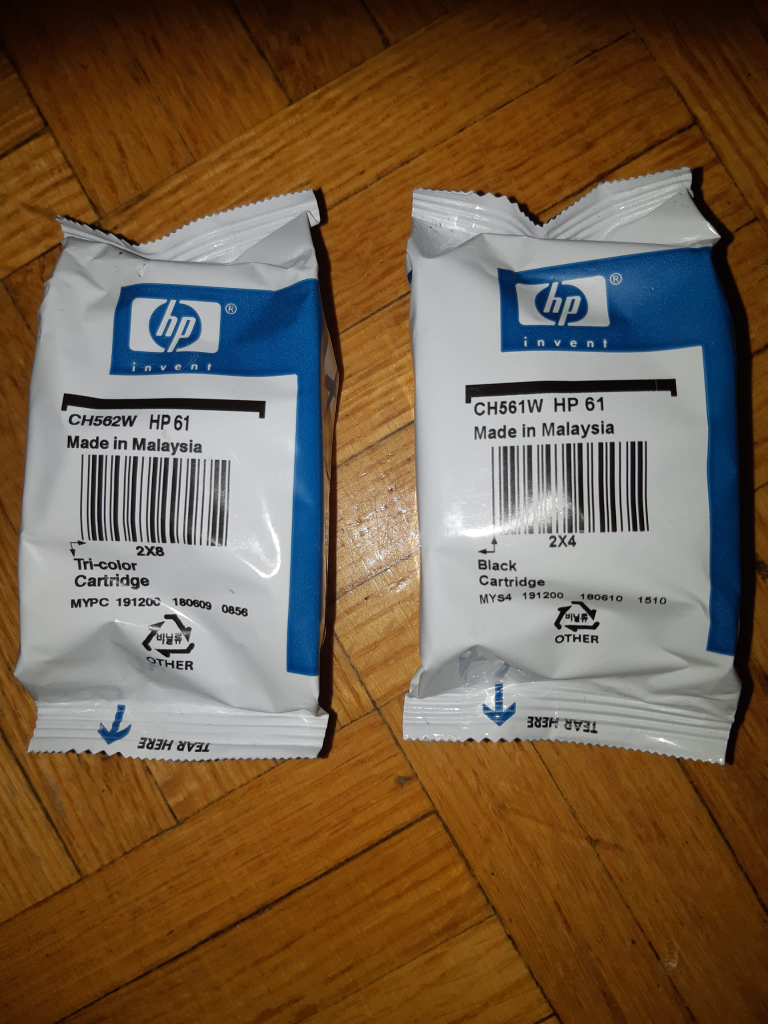 hp ®
invent
CH562W HP 61
Made in Malaysia
2X8
Tri-color
Cartridge
MYPC 191200 180609 0856
비닐류
OTHER
TEAR HERE
hp ®
invent
CH561W HP 61
Made in Malaysia
2X4
Black
Cartridge
MYS4 191200 180610 1510
비닐류
OTHER
TEAR HERE